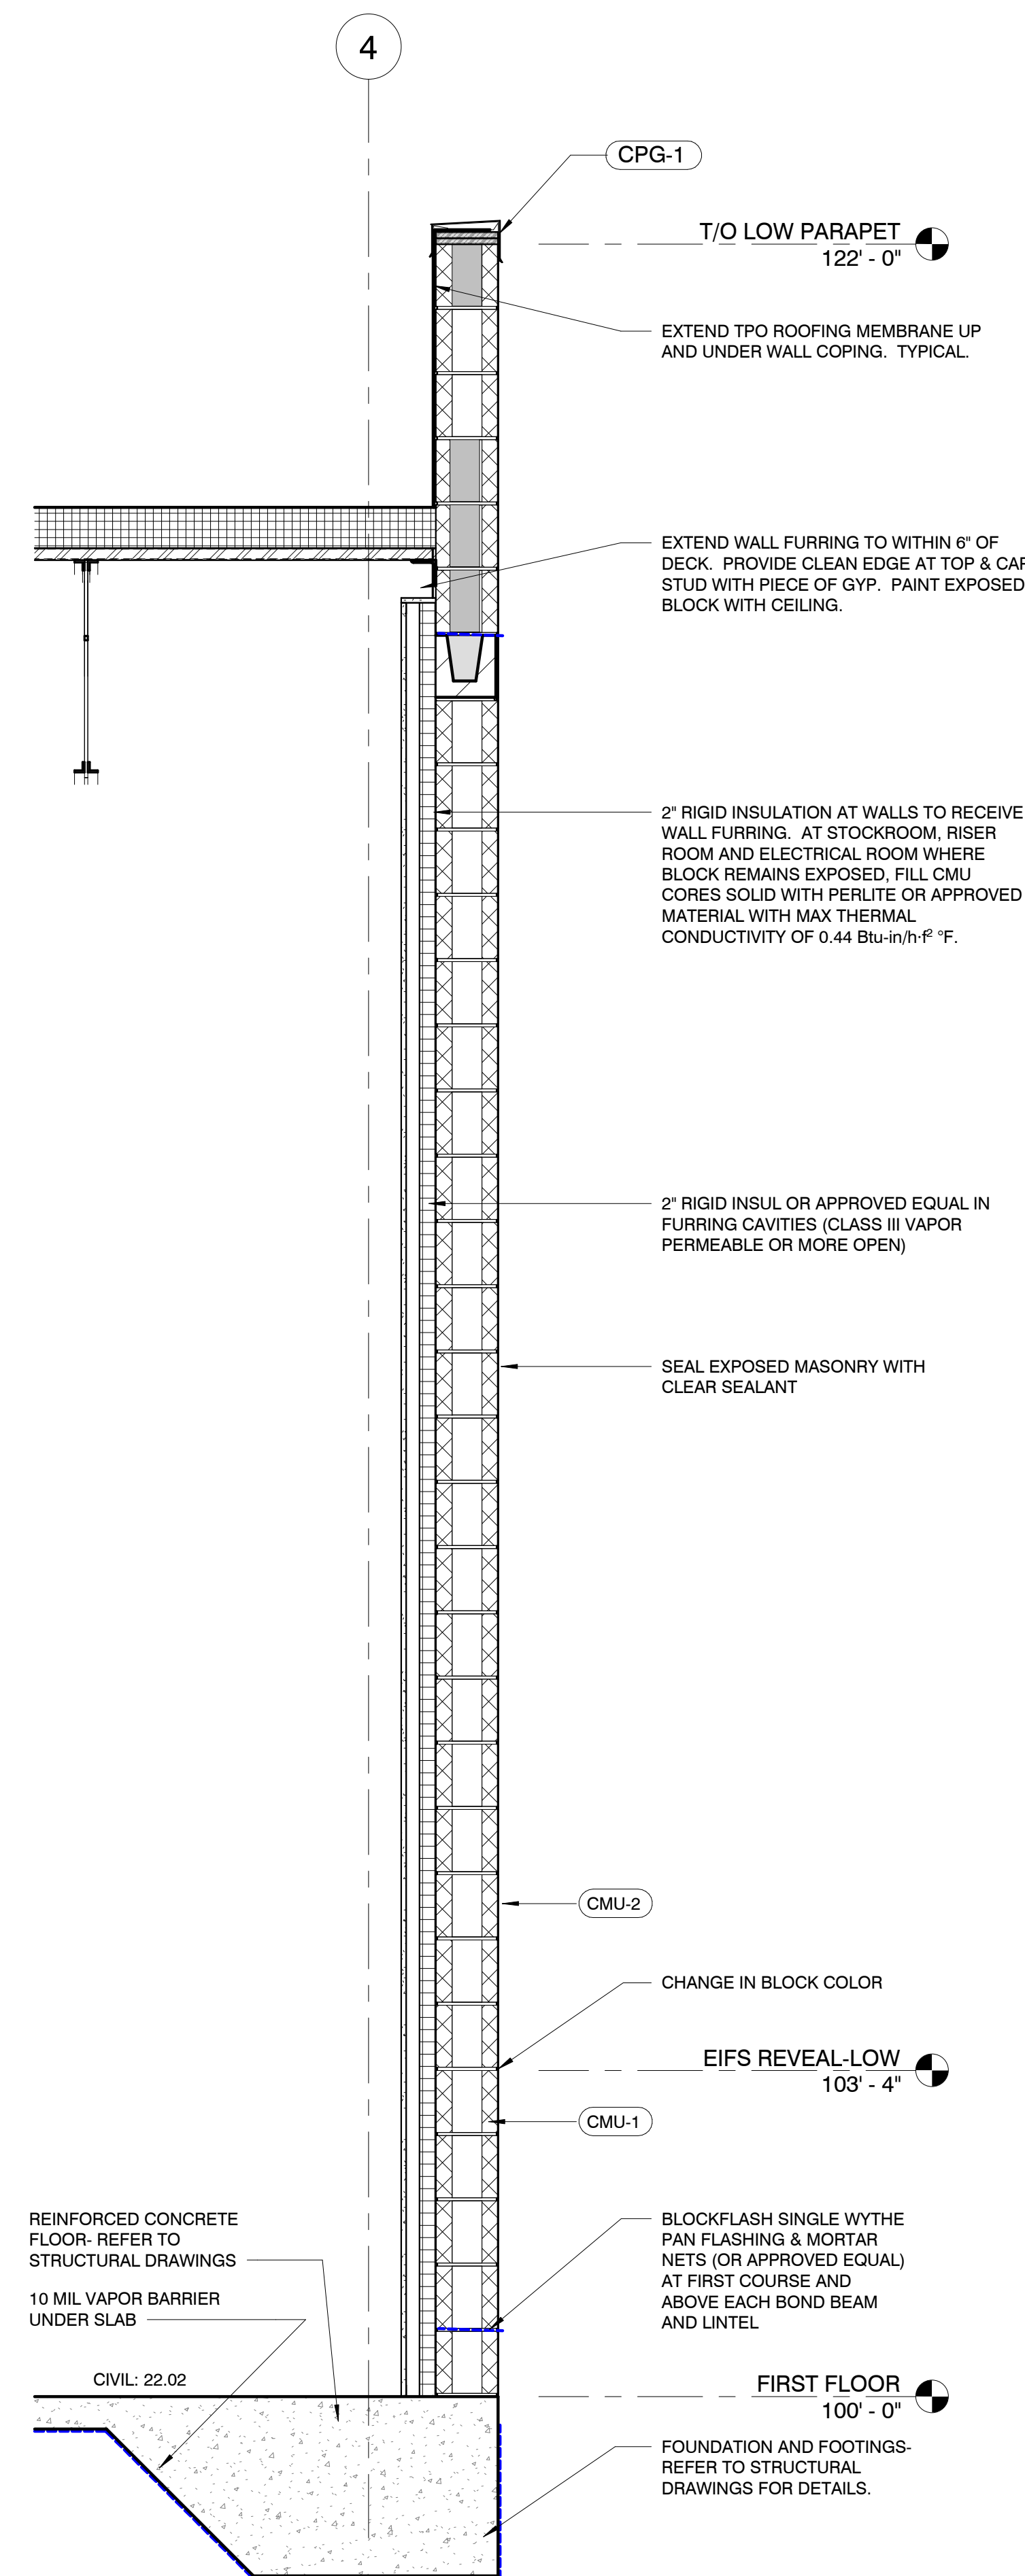 4
CPG-1
T/O LOW PARAPET
122' - 0"
EXTEND TPO ROOFING MEMBRANE UP
AND UNDER WALL COPING. TYPICAL.
EXTEND WALL FURRING TO WITHIN 6" OF
DECK. PROVIDE CLEAN EDGE AT TOP & CAP
STUD WITH PIECE OF GYP. PAINT EXPOSED
BLOCK WITH CEILING.
2" RIGID INSULATION AT WALLS TO RECEIVE
WALL FURRING. AT STOCKROOM, RISER
ROOM AND ELECTRICAL ROOM WHERE
BLOCK REMAINS EXPOSED, FILL CMU
CORES SOLID WITH PERLITE OR APPROVED
MATERIAL WITH MAX THERMAL
CONDUCTIVITY OF 0.44 Btu-in/h·f² °F.
2" RIGID INSUL OR APPROVED EQUAL IN
FURRING CAVITIES (CLASS III VAPOR
PERMEABLE OR MORE OPEN)
SEAL EXPOSED MASONRY WITH
CLEAR SEALANT
CMU-2
CHANGE IN BLOCK COLOR
EIFS REVEAL-LOW
103' - 4"
CMU-1
REINFORCED CONCRETE
FLOOR- REFER TO
STRUCTURAL DRAWINGS
10 MIL VAPOR BARRIER
UNDER SLAB
CIVIL: 22.02
BLOCKFLASH SINGLE WYTHE
PAN FLASHING & MORTAR
NETS (OR APPROVED EQUAL)
AT FIRST COURSE AND
ABOVE EACH BOND BEAM
AND LINTEL
FIRST FLOOR
100' - 0"
FOUNDATION AND FOOTINGS-
REFER TO STRUCTURAL
DRAWINGS FOR DETAILS.